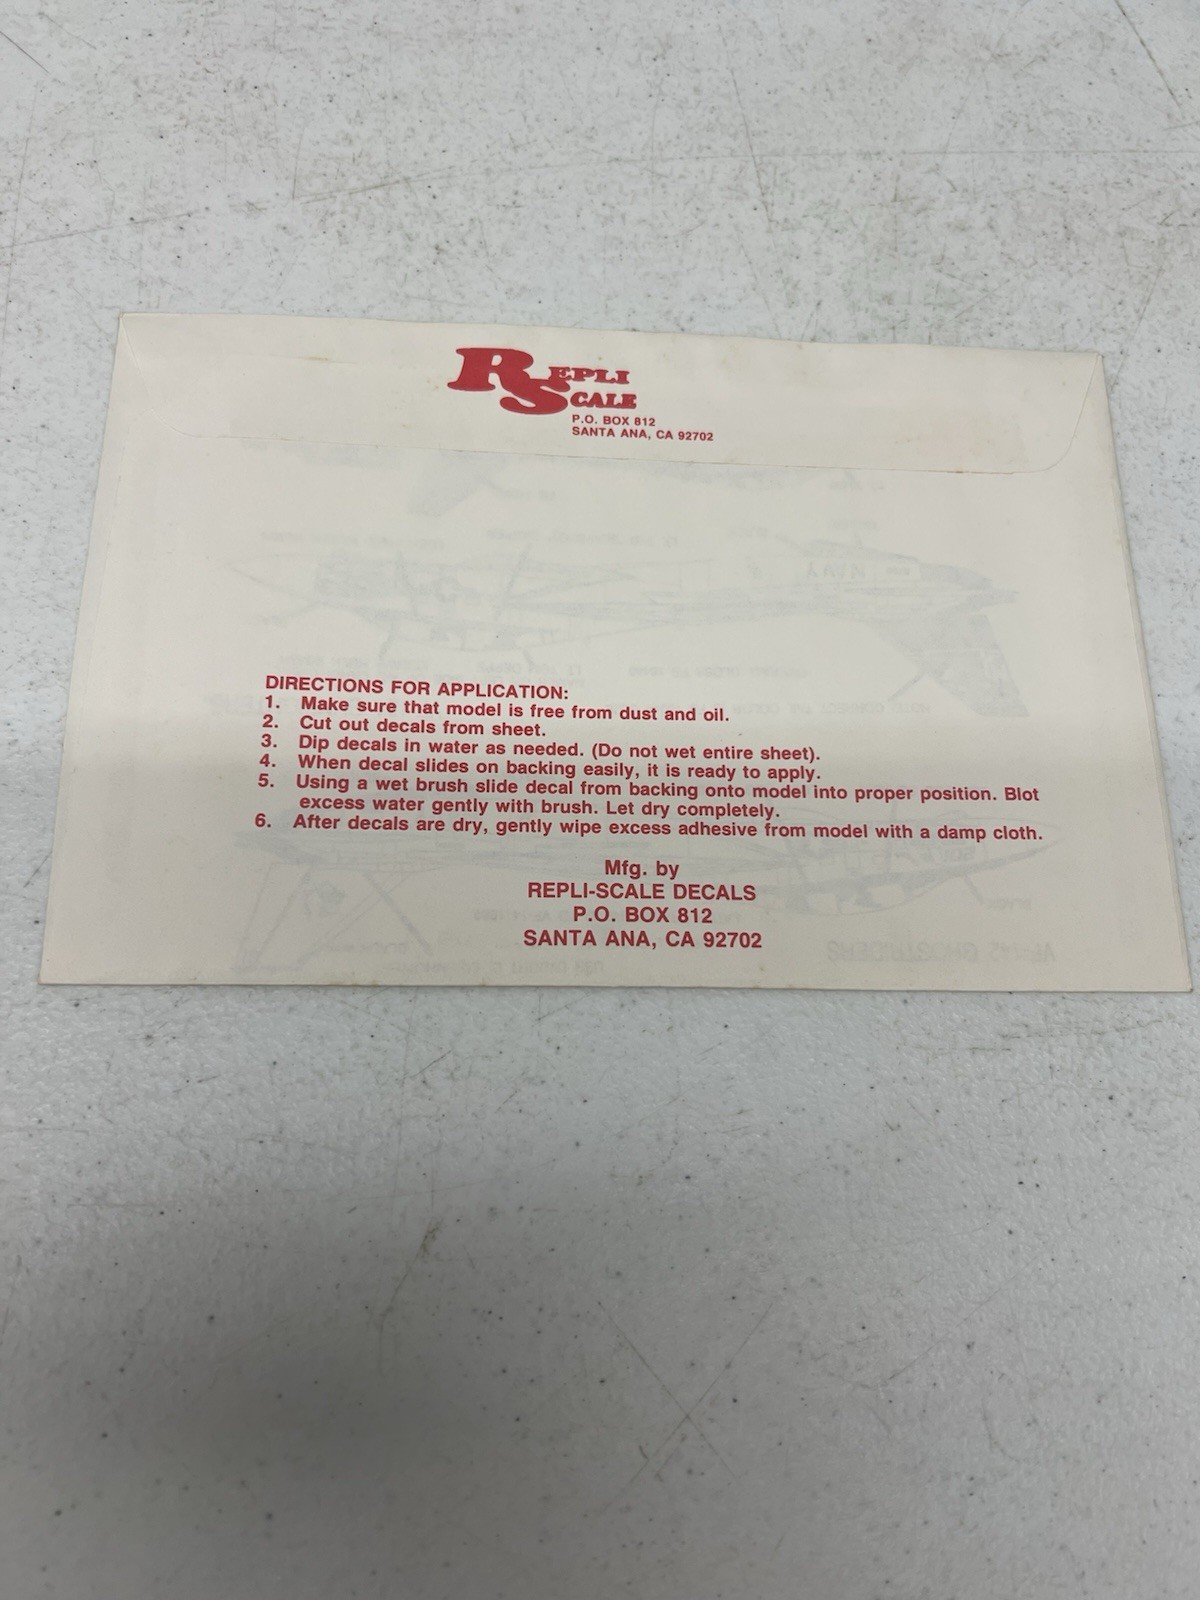 REPLI
SCALE
P.O. BOX 812
SANTA ANA, CA 92702
DIRECTIONS FOR APPLICATION:
1. Make sure that model is free from dust and oil.
2. Cut out decals from sheet.
3. Dip decals in water as needed. (Do not wet entire sheet).
4. When decal slides on backing easily, it is ready to apply.
5. Using a wet brush slide decal from backing onto model into proper position. Blot
excess water gently with brush. Let dry completely.
6. After decals are dry, gently wipe excess adhesive from model with a damp cloth.
Mfg. by
REPLI-SCALE DECALS
P.O. BOX 812
SANTA ANA, CA 92702